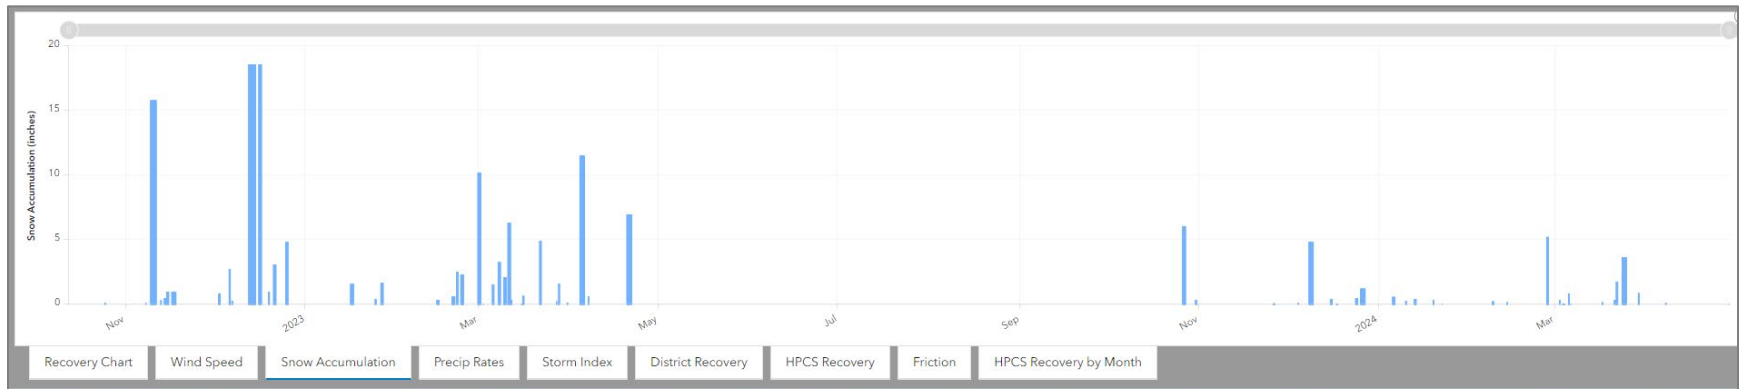 20
15
10
5
0
Snow Accumulation (inches)
Nov
2023
Mar
May
Jul
Sep
Nov
2024
Mar
Recovery Chart
Wind Speed
Snow Accumulation
Precip Rates
Storm Index
District Recovery
HPCS Recovery
Friction
HPCS Recovery by Month